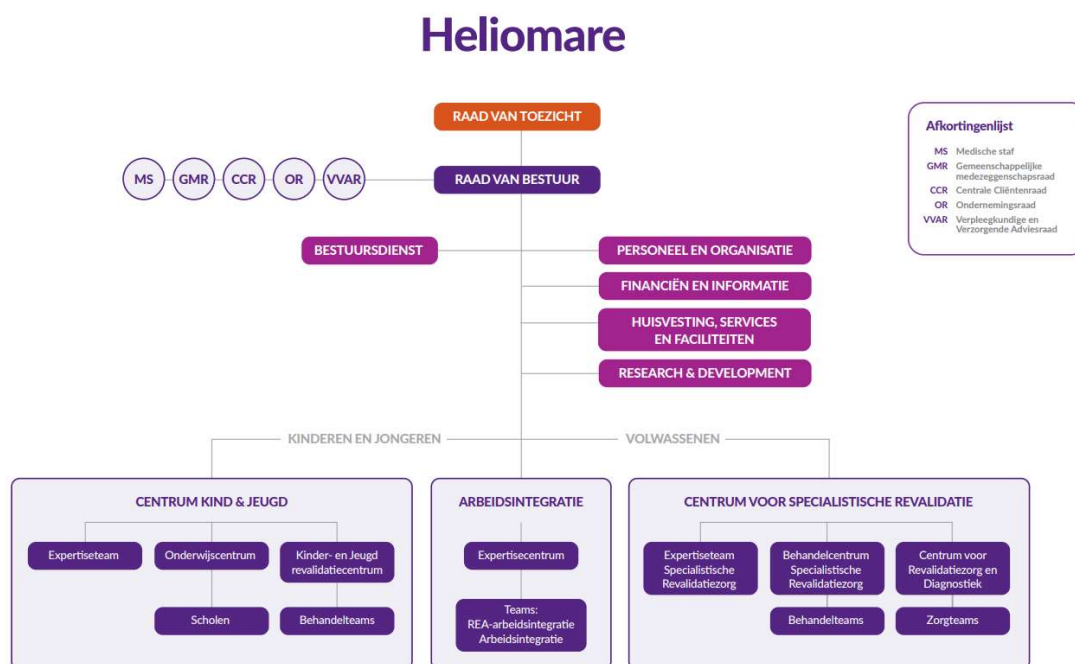 Heliomare
RAAD VAN TOEZICHT
Afkortingenlijst
MS Medische staf
GMR Gemeenschappelijke
medezeggenschapsraad
CCR Centrale Cliëntenraad
OR Ondernemingsraad
VVAR Verpleegkundige en
Verzorgende Adviesraad
MS GMR CCR OR VVAR RAAD VAN BESTUUR
BESTUURSDIENST
PERSONEEL EN ORGANISATIE
FINANCIËN EN INFORMATIE
HUISVESTING, SERVICES
EN FACILITEITEN
RESEARCH & DEVELOPMENT
KINDEREN EN JONGEREN
VOLWASSENEN
CENTRUM KIND & JEUGD
Expertiseteam
Onderwijscentrum
Kinder- en Jeugd
revalidatiecentrum
Scholen
Behandelteams
ARBEIDSINTEGRATIE
Expertisecentrum
Teams:
REA-arbeidsintegratie
Arbeidsintegratie
CENTRUM VOOR SPECIALISTISCHE REVALIDATIE
Expertiseteam
Specialistische
Revalidatiezorg
Behandelcentrum
Specialistische
Revalidatiezorg
Centrum voor
Revalidatiezorg en
Diagnostiek
Behandelteams
Zorgteams